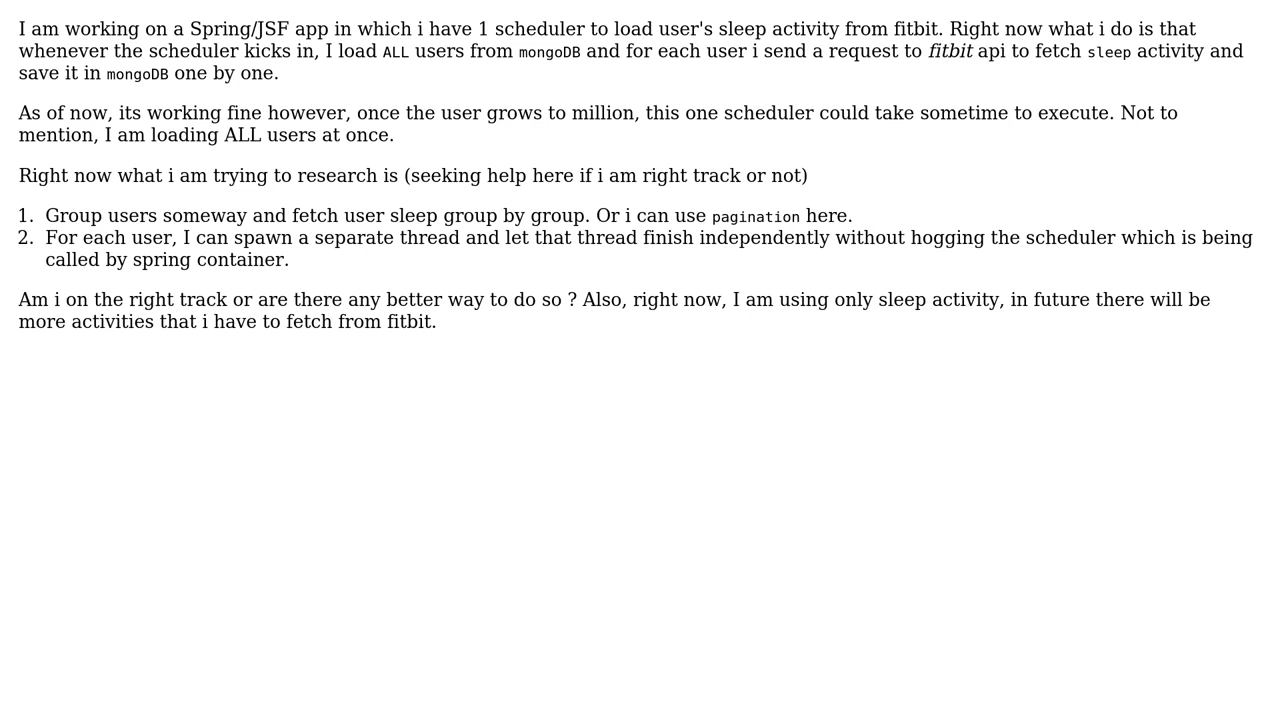 I am working on a Spring/JSF app in which i have 1 scheduler to load user's sleep activity from fitbit. Right now what i do is that
whenever the scheduler kicks in, I load ALL users from mongoDB and for each user i send a request to fitbit api to fetch sleep activity and
save it in mongoDB one by one.
As of now, its working fine however, once the user grows to million, this one scheduler could take sometime to execute. Not to
mention, I am loading ALL users at once.
Right now what i am trying to research is (seeking help here if i am right track or not)
1. Group users someway and fetch user sleep group by group. Or i can use pagination here.
2. For each user, I can spawn a separate thread and let that thread finish independently without hogging the scheduler which is being
called by spring container.
Am i on the right track or are there any better way to do so ? Also, right now, I am using only sleep activity, in future there will be
more activities that i have to fetch from fitbit.